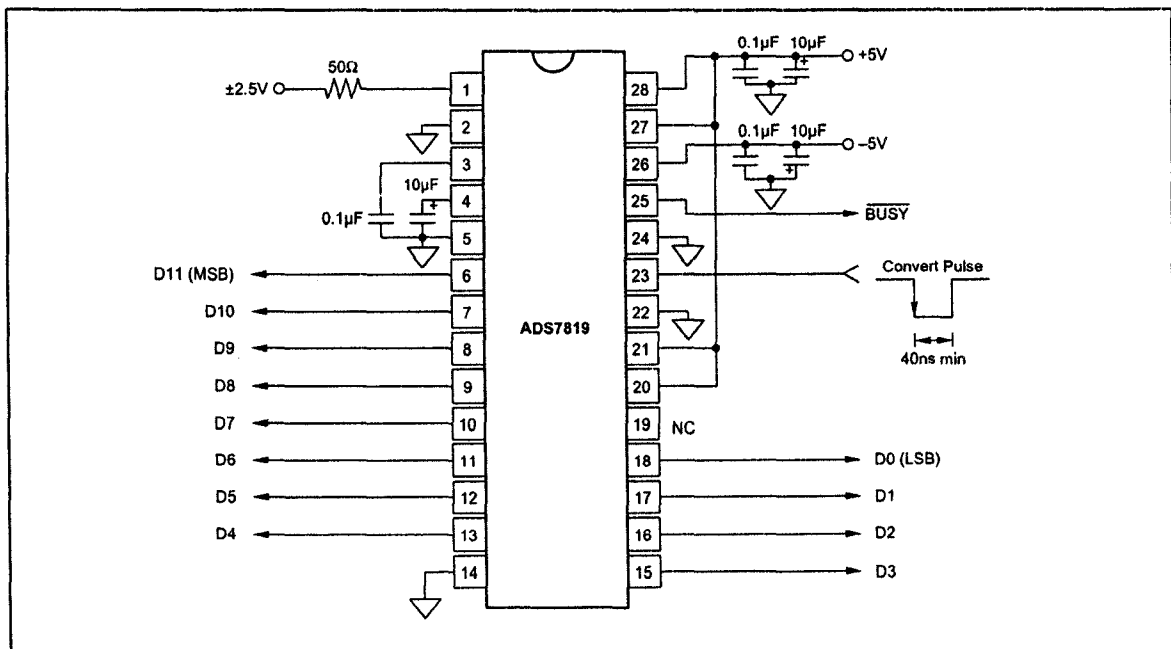 ±2.5V
50Ω
0.1µF
10µF
+5V
0.1µF
10µF
–5V
10µF
0.1µF
+
+
+
BUSY
Convert Pulse
40ns min
ADS7819
NC
D11 (MSB)
D10
D9
D8
D7
D6
D5
D4
D0 (LSB)
D1
D2
D3
1
2
3
4
5
6
7
8
9
10
11
12
13
14
28
27
26
25
24
23
22
21
20
19
18
17
16
15